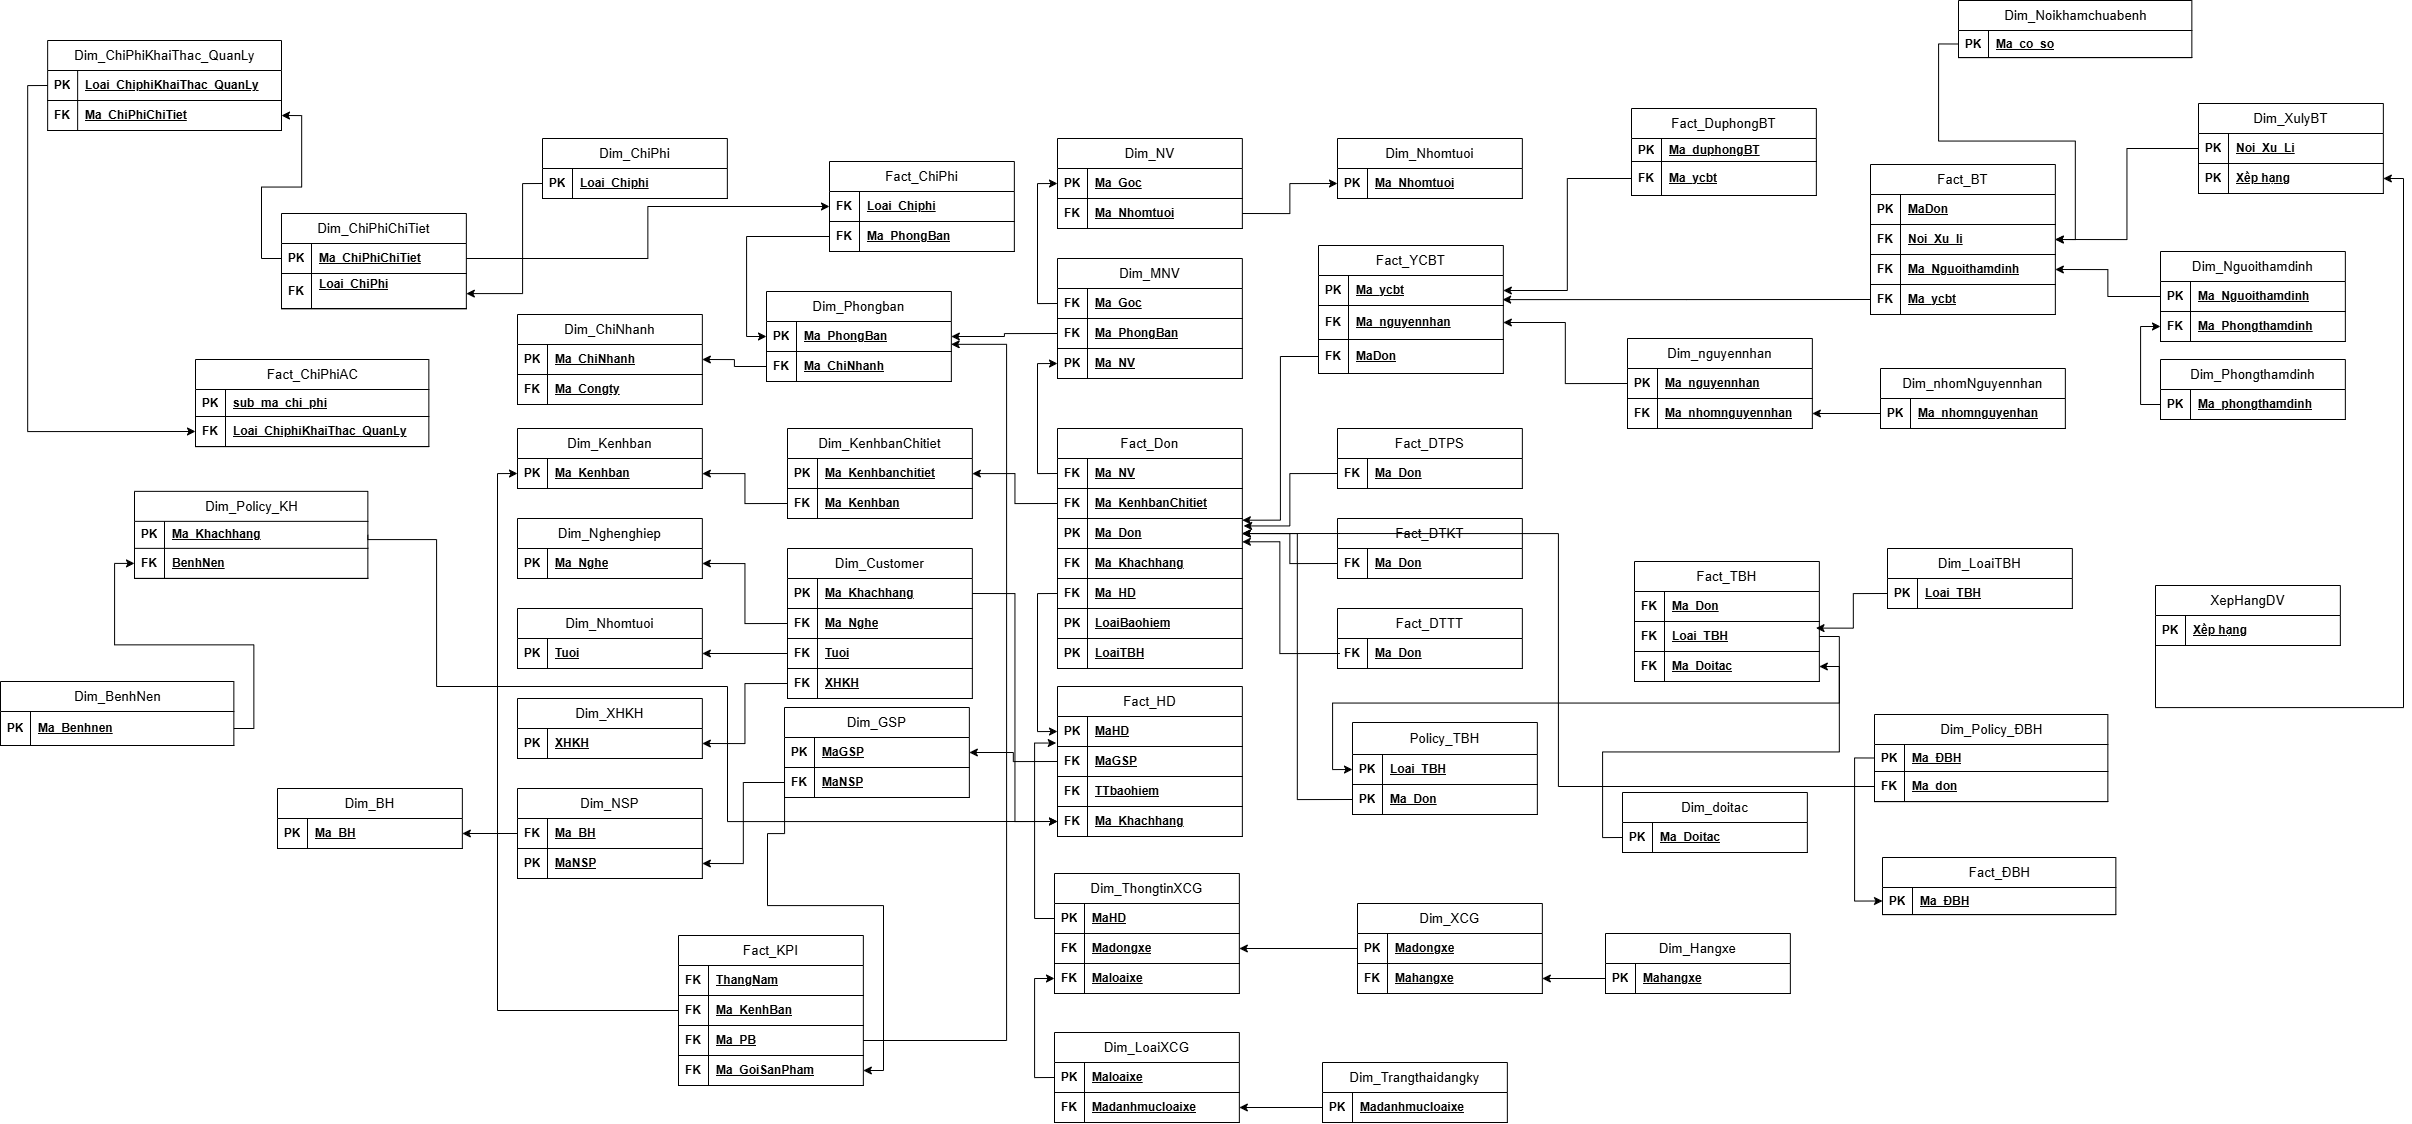 Dim_Noikhamchuabenh
PK Ma_co_so
Dim_ChiPhiKhaiThac_QuanLy
PK Loai_ChiphiKhaiThac_QuanLy
FK Ma_ChiPhiChiTiet
Dim_XulyBT
PK Noi_Xu_Li
PK Xếp hạng
Fact_DuphongBT
PK Ma_duphongBT
FK Ma_ycbt
Dim_ChiPhi
PK Loai_Chiphi
Fact_ChiPhi
FK Loai_Chiphi
FK Ma_PhongBan
Dim_NV
PK Ma_Goc
FK Ma_Nhomtuoi
Dim_Nhomtuoi
PK Ma_Nhomtuoi
Fact_BT
PK MaDon
FK Noi_Xu_li
FK Ma_Nguoithamdinh
FK Ma_ycbt
Dim_ChiPhiChiTiet
PK Ma_ChiPhiChiTiet
FK Loai_ChiPhi
Fact_YCBT
PK Ma_ycbt
FK Ma_nguyennhan
FK MaDon
Dim_Nguoithamdinh
PK Ma_Nguoithamdinh
FK Ma_Phongthamdinh
Dim_MNV
FK Ma_Goc
FK Ma_PhongBan
PK Ma_NV
Dim_Phongban
PK Ma_PhongBan
FK Ma_ChiNhanh
Dim_ChiNhanh
PK Ma_ChiNhanh
FK Ma_Congty
Dim_nguyennhan
PK Ma_nguyennhan
FK Ma_nhomnguyennhan
Dim_nhomNguyennhan
PK Ma_nhomnguyenhan
Dim_Phongthamdinh
PK Ma_phongthamdinh
Fact_ChiPhiAC
PK sub_ma_chi_phi
FK Loai_ChiphiKhaiThac_QuanLy
Dim_Kenhban
PK Ma_Kenhban
Dim_KenhbanChitiet
PK Ma_Kenhbanchitiet
FK Ma_Kenhban
Fact_Don
FK Ma_NV
FK Ma_KenhbanChitiet
PK Ma_Don
FK Ma_Khachhang
FK Ma_HD
PK LoaiBaohiem
PK LoaiTBH
Fact_DTPS
FK Ma_Don
Dim_Policy_KH
PK Ma_Khachhang
FK BenhNen
Dim_Nghenghiep
PK Ma_Nghe
Fact_DTKT
FK Ma_Don
Dim_Customer
PK Ma_Khachhang
FK Ma_Nghe
FK Tuoi
FK XHKH
Fact_TBH
FK Ma_Don
FK Loai_TBH
FK Ma_Doitac
Dim_LoaiTBH
PK Loai_TBH
XepHangDV
PK Xếp hạng
Dim_Nhomtuoi
PK Tuoi
Fact_DTTT
FK Ma_Don
Dim_BenhNen
PK Ma_Benhnen
Dim_XHKH
PK XHKH
Dim_GSP
PK MaGSP
FK MaNSP
Fact_HD
PK MaHD
FK MaGSP
FK TTbaohiem
FK Ma_Khachhang
Policy_TBH
PK Loai_TBH
PK Ma_Don
Dim_Policy_ĐBH
PK Ma_ĐBH
FK Ma_don
Dim_BH
PK Ma_BH
Dim_NSP
FK Ma_BH
PK MaNSP
Dim_doitac
PK Ma_Doitac
Fact_ĐBH
PK Ma_ĐBH
Dim_ThongtinXCG
PK MaHD
FK Madongxe
FK Maloaixe
Dim_XCG
PK Madongxe
FK Mahangxe
Dim_Hangxe
PK Mahangxe
Fact_KPI
FK ThangNam
FK Ma_KenhBan
FK Ma_PB
FK Ma_GoiSanPham
Dim_LoaiXCG
PK Maloaixe
FK Madanhmucloaixe
Dim_Trangthaidangky
PK Madanhmucloaixe